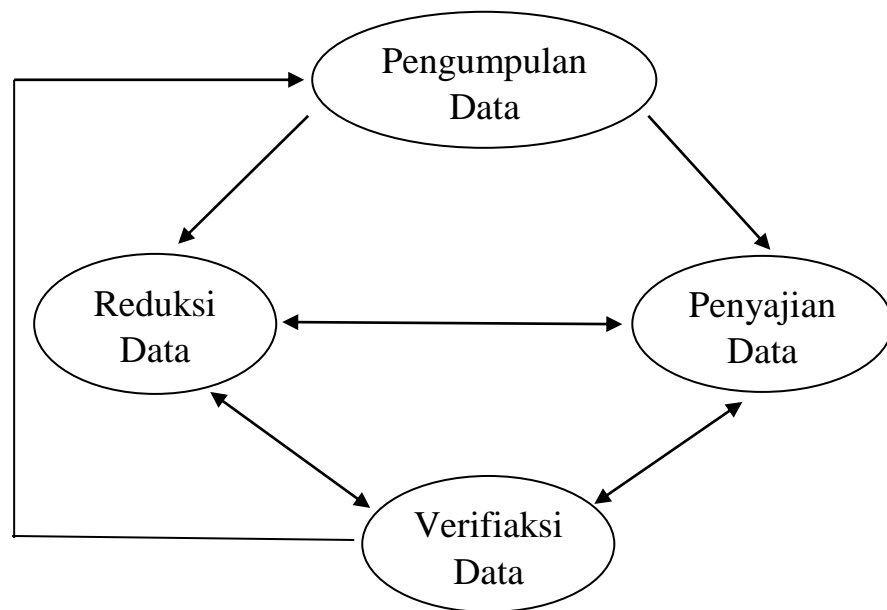 Pengumpulan
Data
Reduksi
Data
Penyajian
Data
Verifiaksi
Data